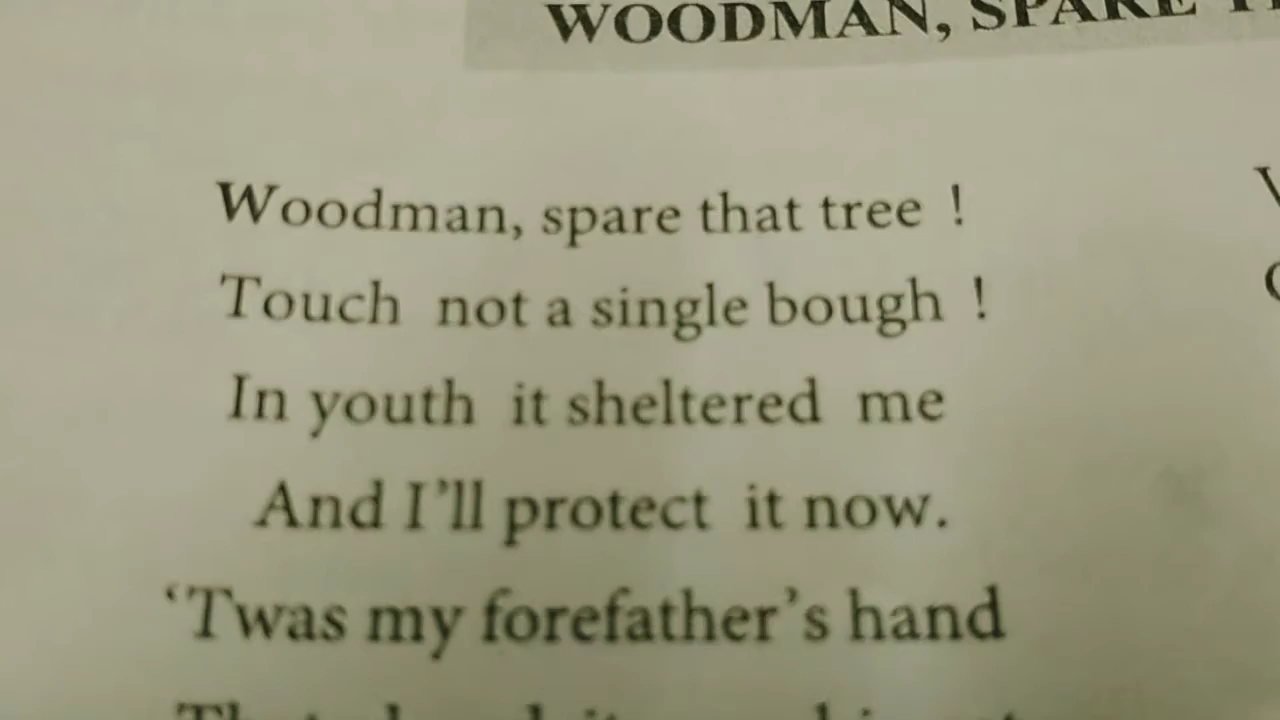 WOODMAN, SPARE
Woodman, spare that tree !
Touch not a single bough !
In youth it sheltered me
And I’ll protect it now.
‘Twas my forefather’s hand